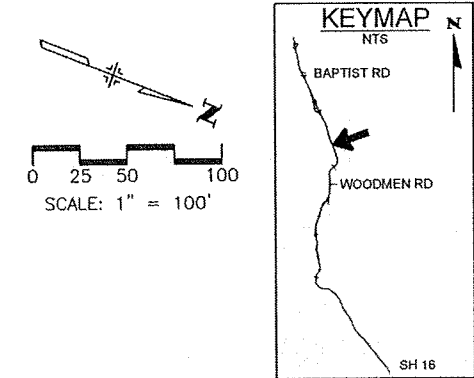 N
0 25 50 100
SCALE: 1" = 100'
KEYMAP
NTS
N
BAPTIST RD
WOODMEN RD
SH 16